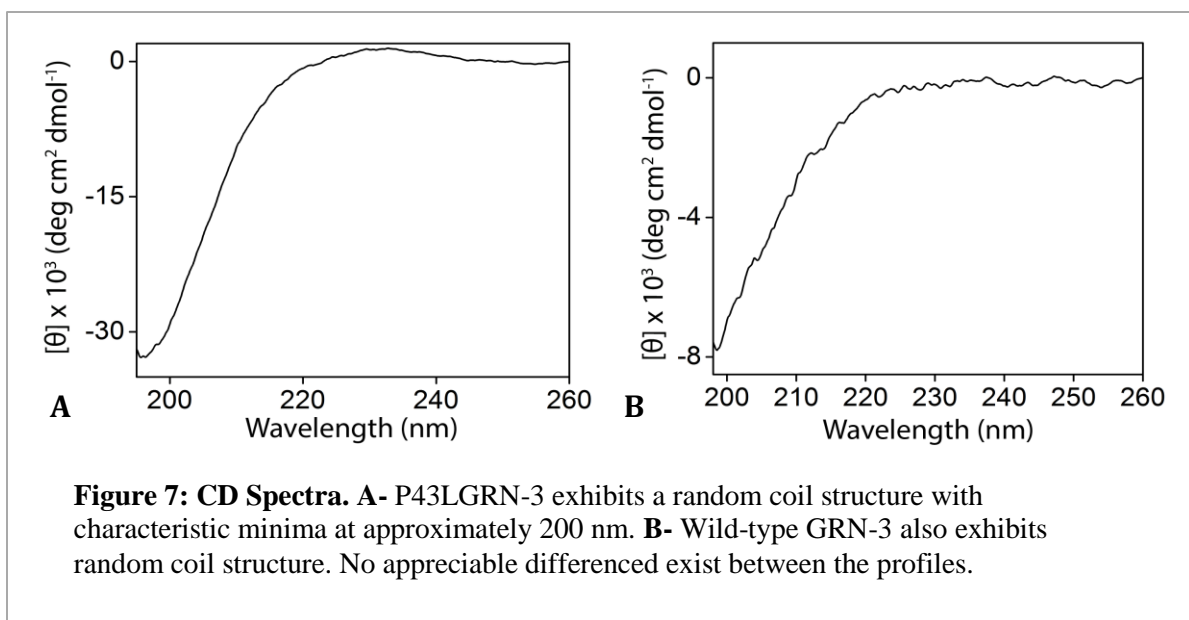 0
-15
-30
[θ] x 10³ (deg cm² dmol⁻¹)
200 220 240 260
A
Wavelength (nm)
0
-4
-8
[θ] x 10³ (deg cm² dmol⁻¹)
200 210 220 230 240 250 260
B
Wavelength (nm)
Figure 7: CD Spectra. A- P43LGRN-3 exhibits a random coil structure with
characteristic minima at approximately 200 nm. B- Wild-type GRN-3 also exhibits
random coil structure. No appreciable differenced exist between the profiles.